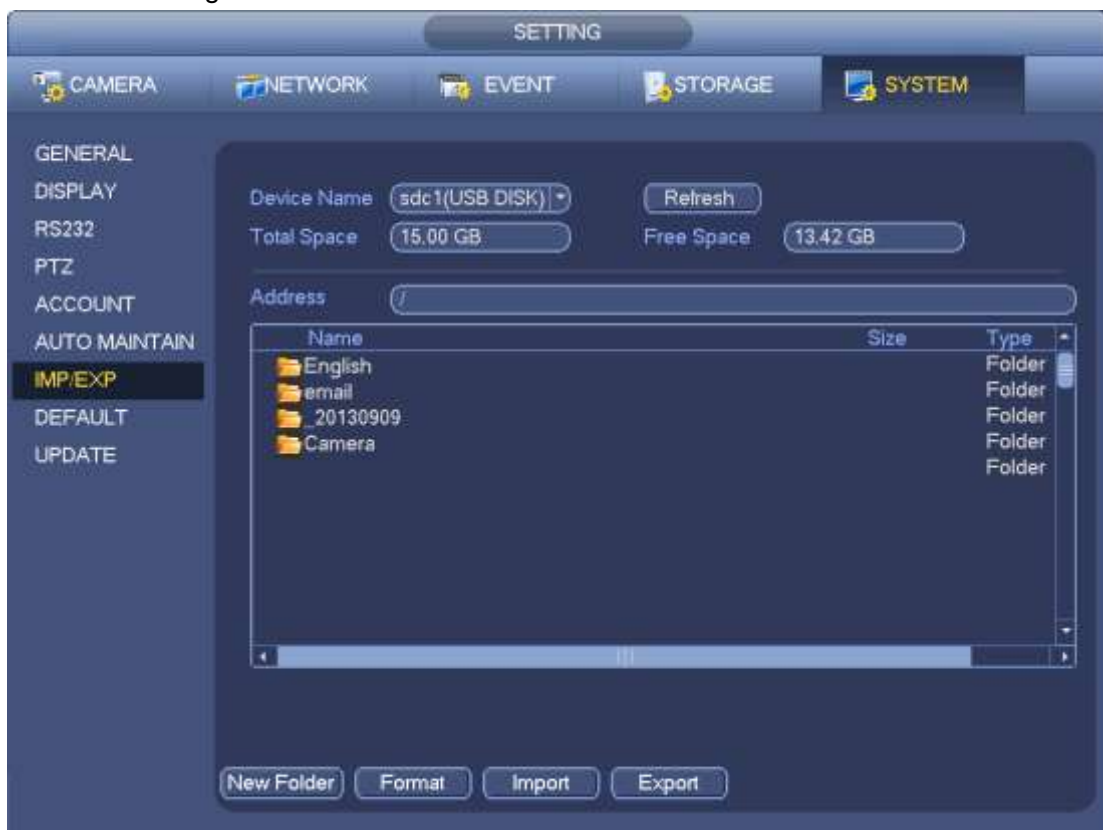 SETTING
CAMERA NETWORK EVENT STORAGE SYSTEM
GENERAL
DISPLAY
RS232
PTZ
ACCOUNT
AUTO MAINTAIN
IMP/EXP
DEFAULT
UPDATE
Device Name sdc1(USB DISK) Refresh
Total Space 15.00 GB Free Space 13.42 GB
Address /
Name Size Type
English Folder
email Folder
_20130909 Folder
Camera Folder
Folder
New Folder Format Import Export